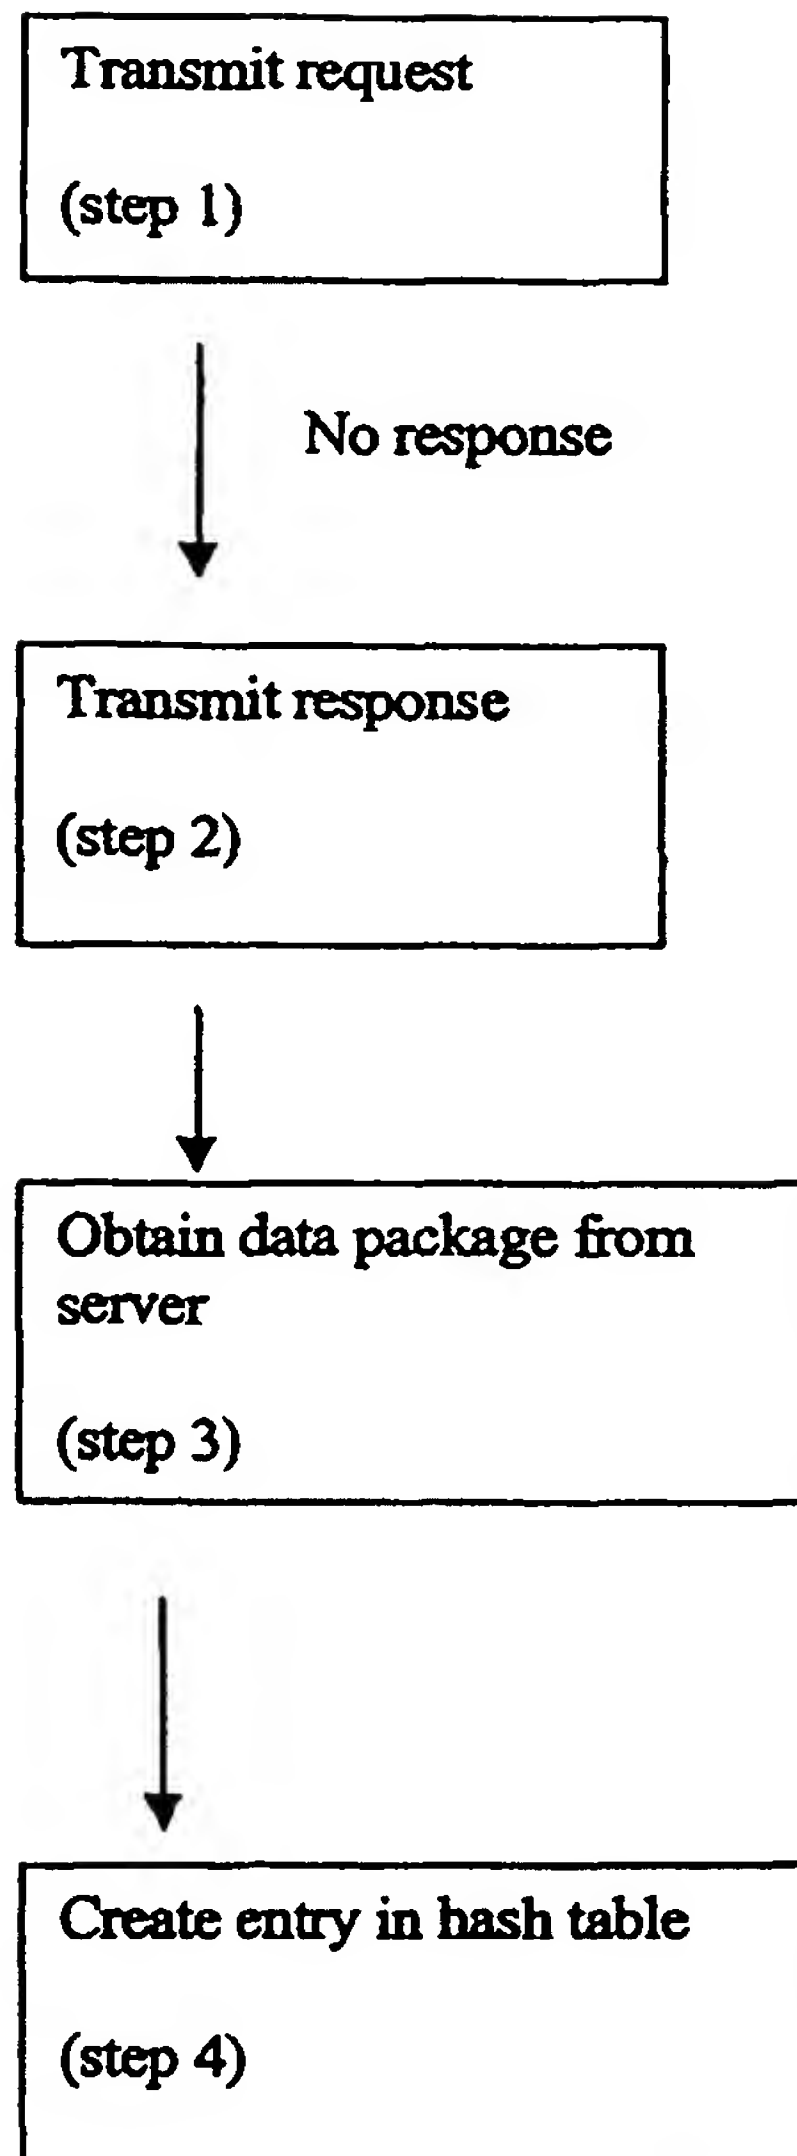 Transmit request
(step 1)
No response
Transmit response
(step 2)
Obtain data package from
server
(step 3)
Create entry in hash table
(step 4)